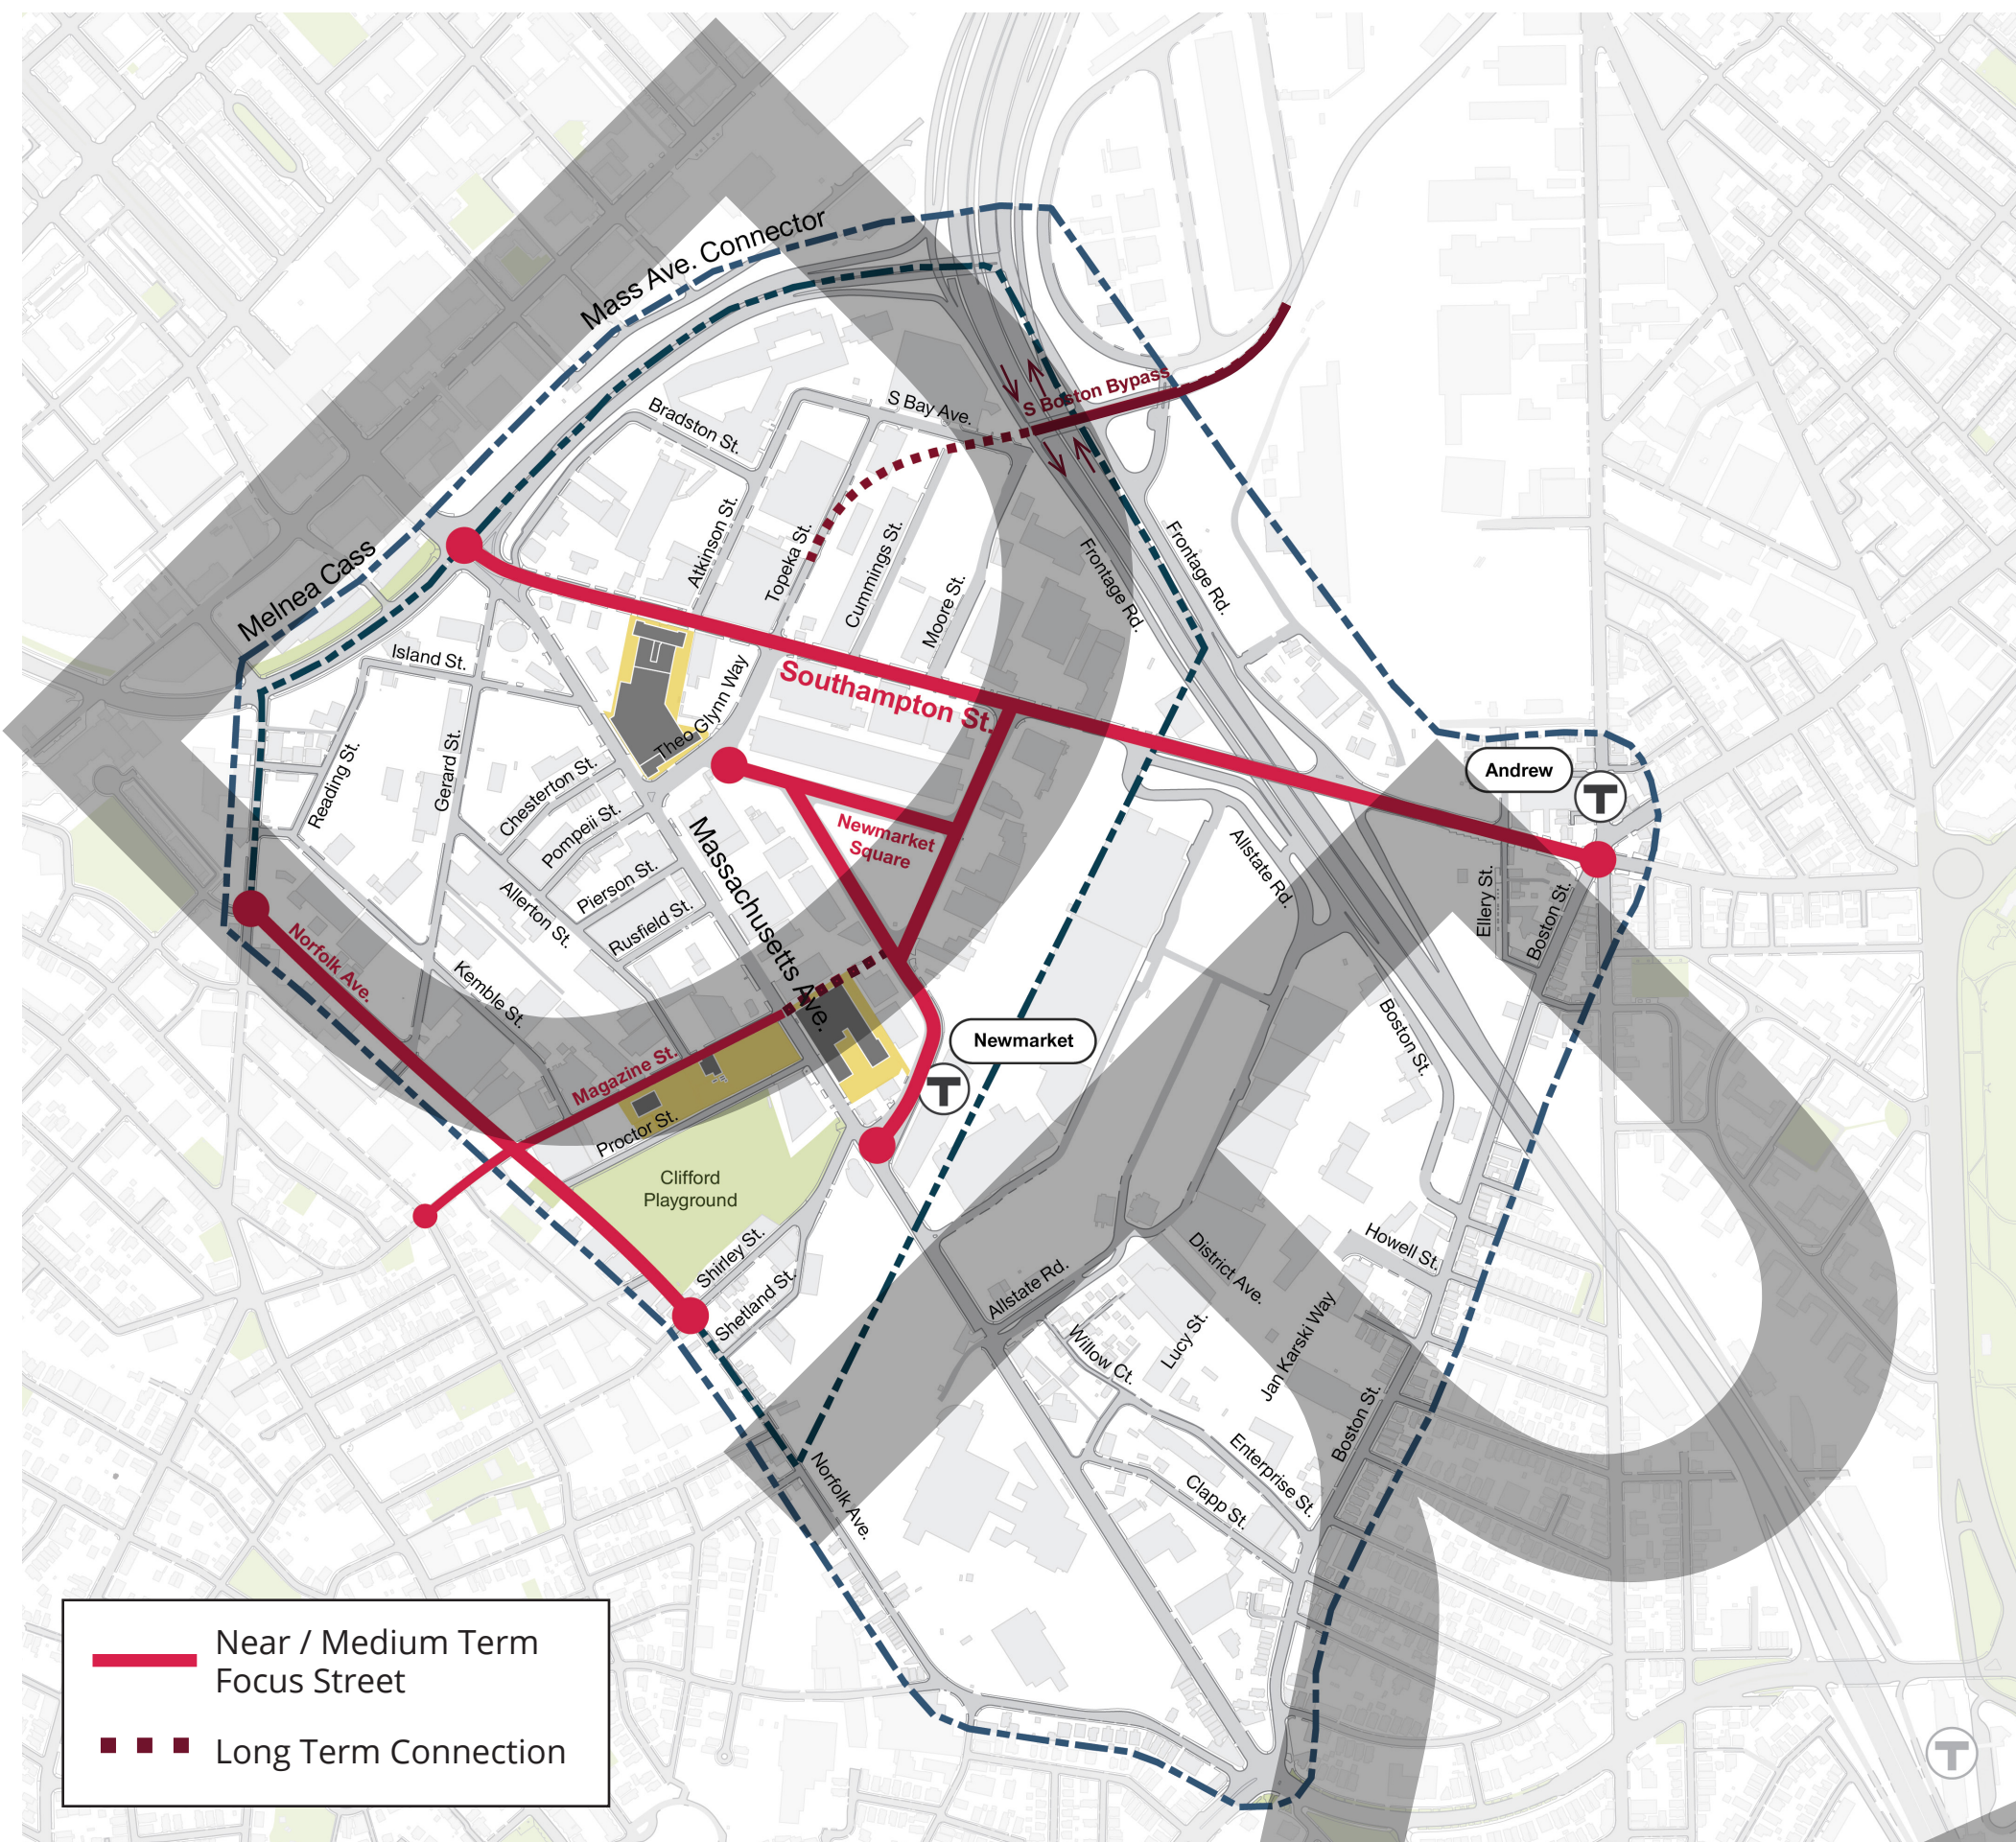 Mass Ave. Connector
S Boston Bypass
S Bay Ave.
Bradston St.
Atkinson St.
Topeka St.
Cummings St.
Moore St.
Frontage Rd.
Frontage Rd.
Melnea Cass
Island St.
Theo Glynn Way
Southampton St.
Reading St.
Gerard St.
Chesterton St.
Pompeii St.
Pierson St.
Rusfield St.
Allerton St.
Massachusetts Ave.
Newmarket
Square
Andrew
T
Allstate Rd.
Ellery St.
Boston St.
Norfolk Ave.
Kemble St.
Magazine St.
Proctor St.
Newmarket
T
Boston St.
Clifford
Playground
Shirley St.
Shetland St.
Allstate Rd.
District Ave.
Howell St.
Willow Ct.
Lucy St.
Jan Karski Way
Boston St.
Enterprise St.
Clapp St.
Norfolk Ave.
Near / Medium Term
Focus Street
Long Term Connection
T